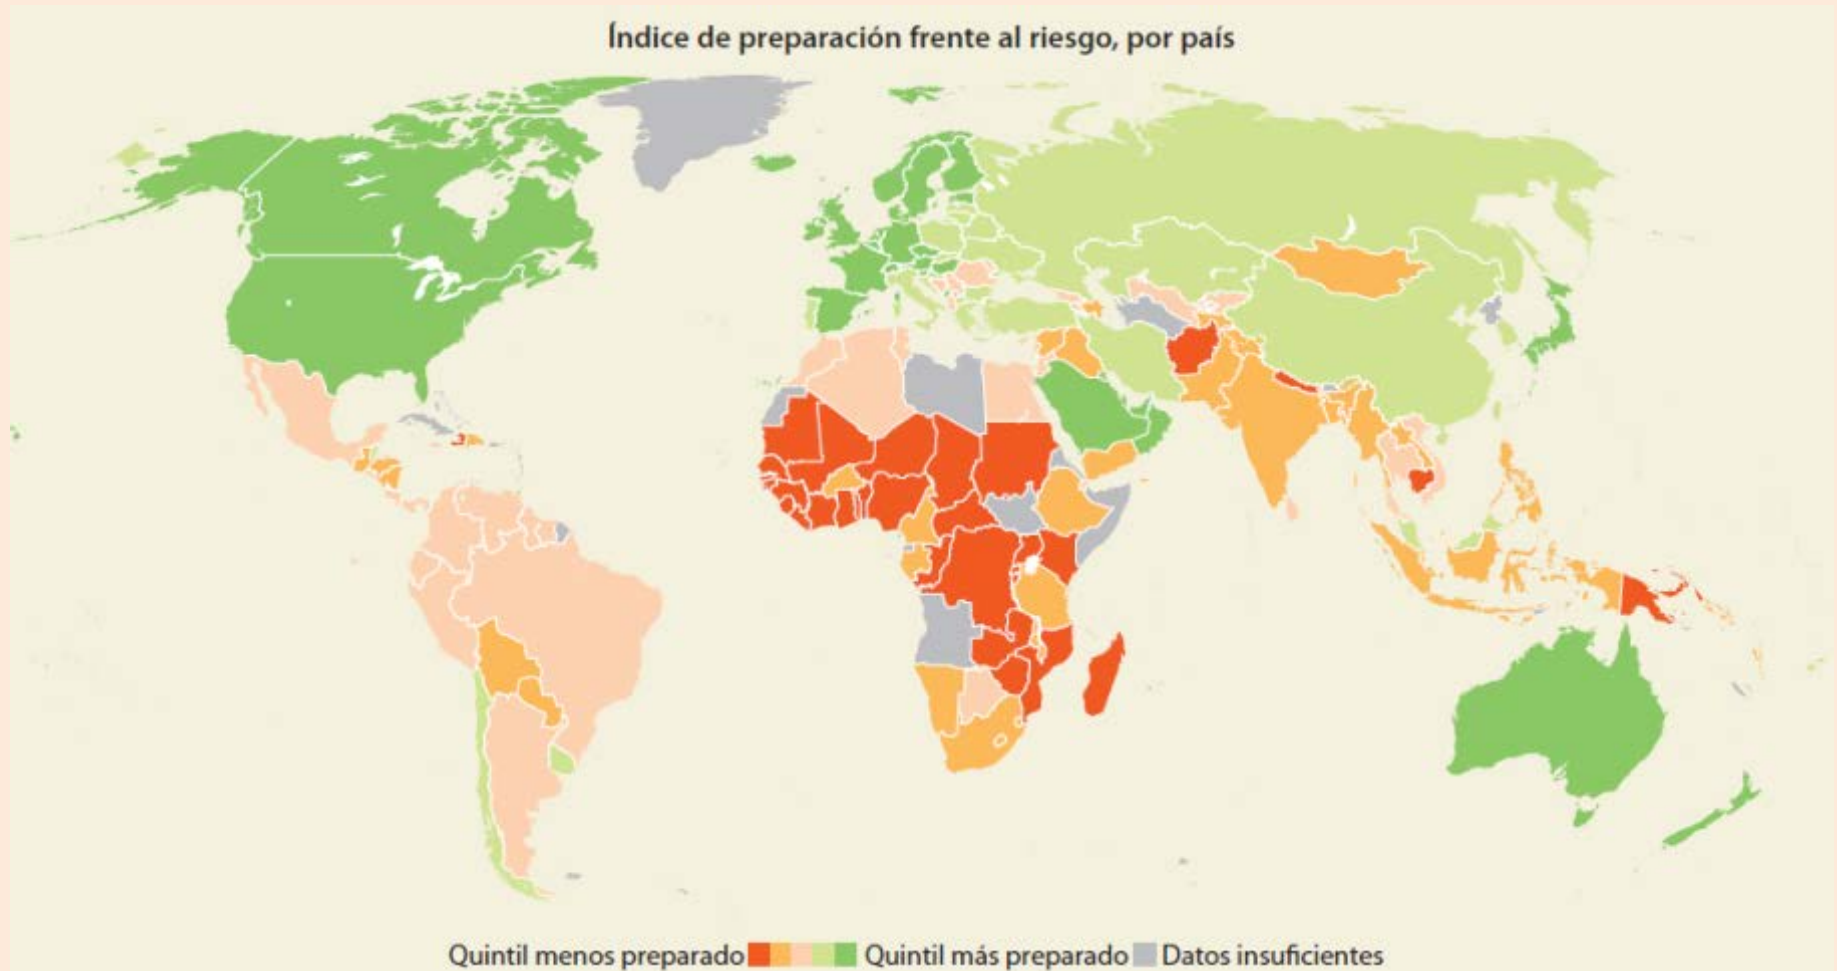 Índice de preparación frente al riesgo, por país
Quintil menos preparado Quintil más preparado Datos insuficientes